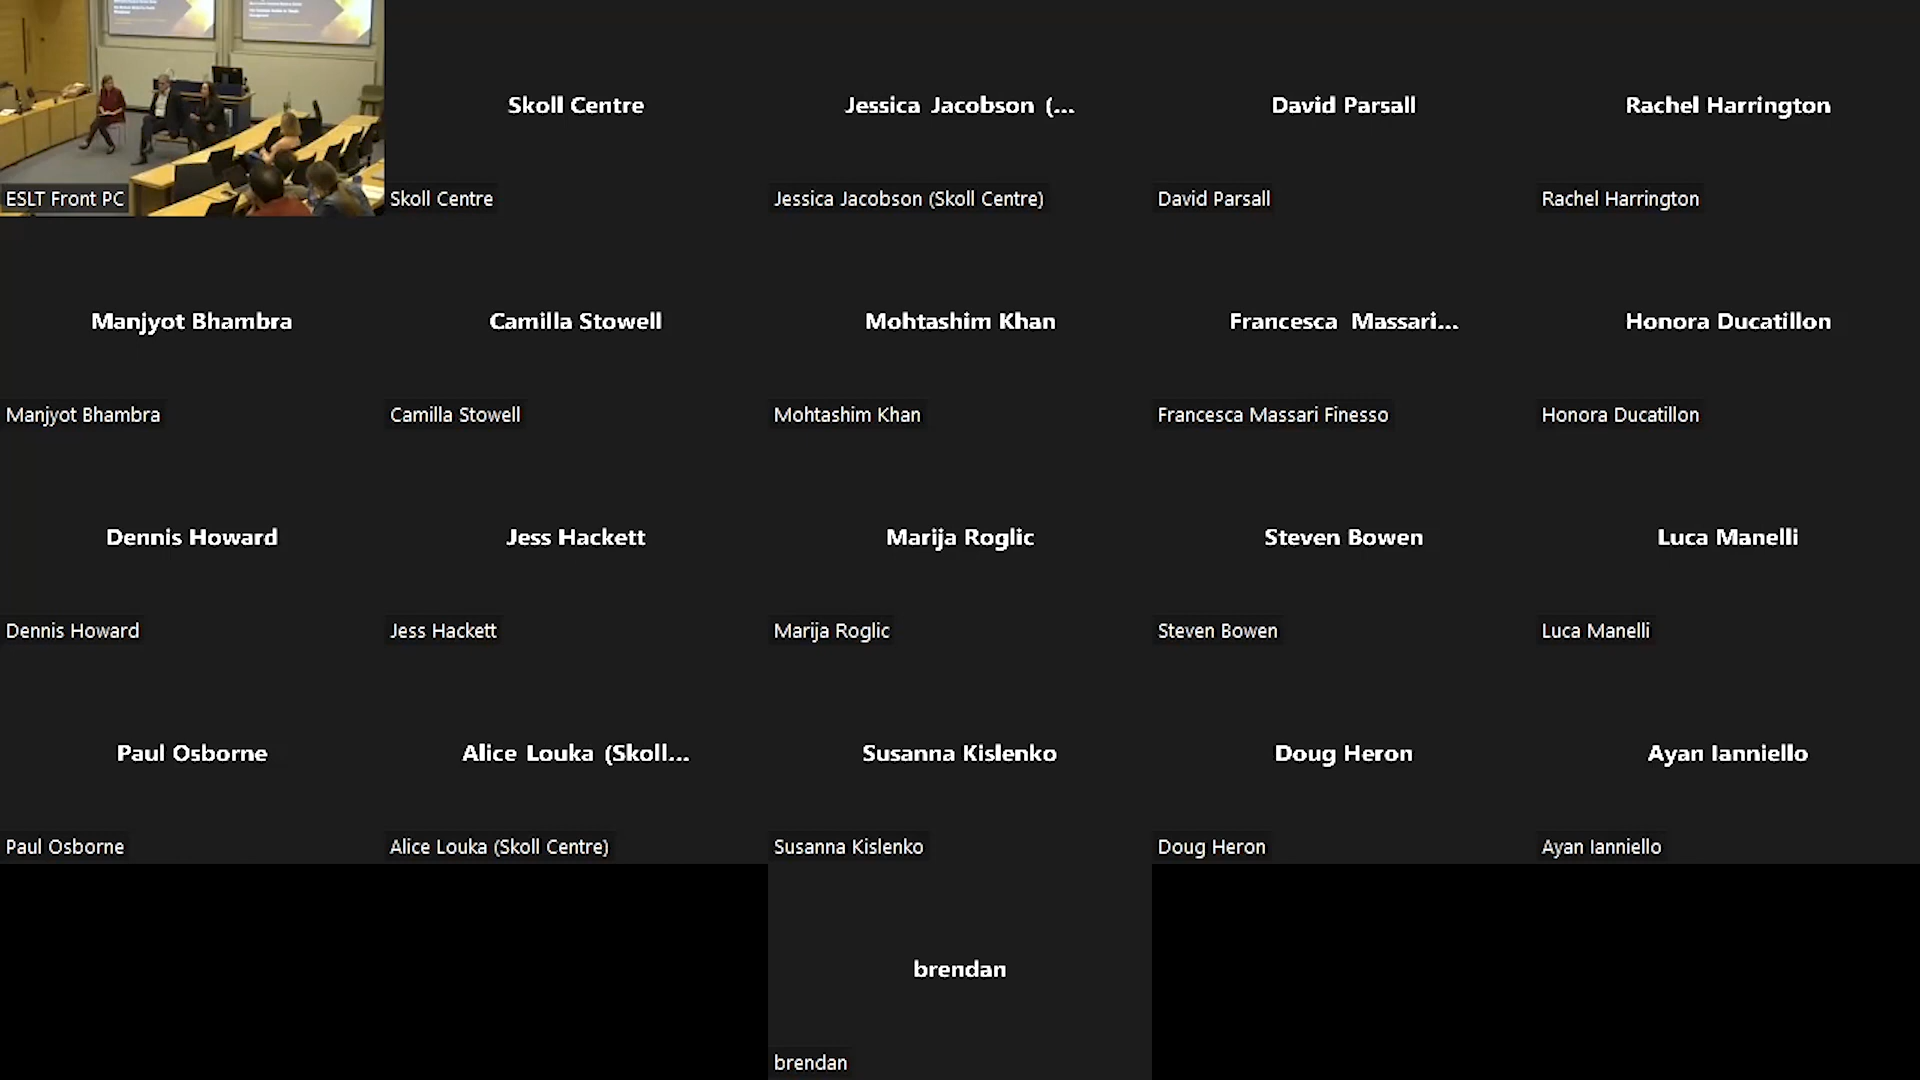 ESLT Front PC
Skoll Centre
Skoll Centre
Jessica Jacobson (...
Jessica Jacobson (Skoll Centre)
David Parsall
David Parsall
Rachel Harrington
Rachel Harrington
Manjyot Bhambra
Manjyot Bhambra
Camilla Stowell
Camilla Stowell
Mohtashim Khan
Mohtashim Khan
Francesca Massari...
Francesca Massari Finesso
Honora Ducatillon
Honora Ducatillon
Dennis Howard
Dennis Howard
Jess Hackett
Jess Hackett
Marija Roglic
Marija Roglic
Steven Bowen
Steven Bowen
Luca Manelli
Luca Manelli
Paul Osborne
Paul Osborne
Alice Louka (Skoll...
Alice Louka (Skoll Centre)
Susanna Kislenko
Susanna Kislenko
Doug Heron
Doug Heron
Ayan Ianniello
Ayan Ianniello
brendan
brendan